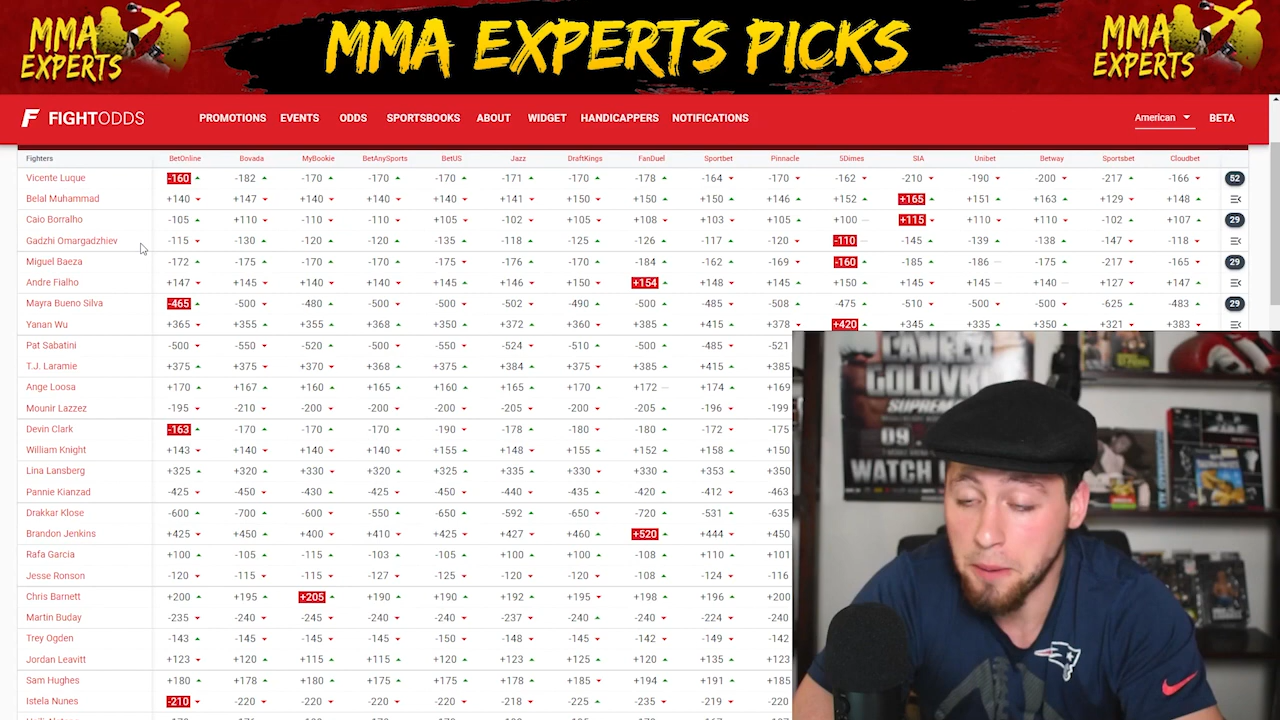 MMA EXPERTS
MMA EXPERTS PICKS
MMA EXPERTS
FIGHTODDS PROMOTIONS EVENTS ODDS SPORTSBOOKS ABOUT WIDGET HANDICAPPERS NOTIFICATIONS American BETA
Fighters BetOnline Bovada MyBookie BetAnySports BetUS Jazz DraftKings FanDuel Sportbet Pinnacle 5Dimes SIA Unibet Betway Sportsbet Cloudbet
Vicente Luque -160 -182 -170 -170 -170 -171 -170 -178 -164 -170 -162 -210 -190 -200 -217 -166 52
Belal Muhammad +140 +147 +140 +140 +140 +141 +150 +150 +150 +146 +152 +165 +151 +163 +129 +148
Caio Borralho -105 +110 -110 -110 +105 -102 +105 +108 +103 +105 +100 +115 +110 +110 -102 +107 29
Gadzhi Omargadzhiev -115 -130 -120 -120 -135 -118 -125 -126 -117 -120 -110 -145 -139 -138 -147 -118
Miguel Baeza -172 -175 -170 -170 -175 -176 -170 -184 -162 -169 -160 -185 -186 -175 -217 -165 29
Andre Fialho +147 +145 +140 +140 +145 +146 +150 +154 +148 +145 +150 +145 +145 +140 +127 +147
Mayra Bueno Silva -465 -500 -480 -500 -500 -502 -490 -500 -485 -508 -475 -510 -500 -500 -625 -483 29
Yanan Wu +365 +355 +355 +368 +350 +372 +360 +385 +415 +378 +420 +345 +335 +350 +321 +383
Pat Sabatini -500 -550 -520 -500 -550 -524 -510 -500 -485 -521
T.J. Laramie +375 +375 +370 +368 +375 +384 +375 +385 +415 +385
Ange Loosa +170 +167 +160 +165 +160 +165 +170 +172 +174 +169
Mounir Lazzez -195 -210 -200 -200 -200 -205 -200 -205 -196 -199
Devin Clark -163 -170 -170 -170 -190 -178 -180 -180 -172 -175
William Knight +143 +140 +140 +140 +155 +148 +155 +152 +158 +150
Lina Lansberg +325 +320 +330 +320 +325 +335 +330 +330 +353 +350
Pannie Kianzad -425 -450 -430 -425 -450 -440 -435 -420 -412 -463
Drakkar Klose -600 -700 -600 -550 -650 -592 -650 -720 -531 -635
Brandon Jenkins +425 +450 +400 +410 +425 +427 +460 +520 +444 +450
Rafa Garcia +100 -105 -115 -103 -105 +100 +100 -108 +110 +101
Jesse Ronson -120 -115 -115 -127 -125 -120 -120 -108 -124 -116
Chris Barnett +200 +195 +205 +190 +190 +192 +195 +198 +196 +200
Martin Buday -235 -240 -245 -240 -240 -237 -240 -240 -224 -240
Trey Ogden -143 -145 -145 -145 -150 -148 -145 -142 -149 -142
Jordan Leavitt +123 +120 +115 +115 +120 +123 +125 +120 +135 +123
Sam Hughes +180 +178 +180 +175 +175 +178 +185 +194 +191 +185
Istela Nunes -210 -220 -220 -220 -220 -218 -225 -235 -219 -220
CANELO
GOLOVK
SUPREM
09
WATCH